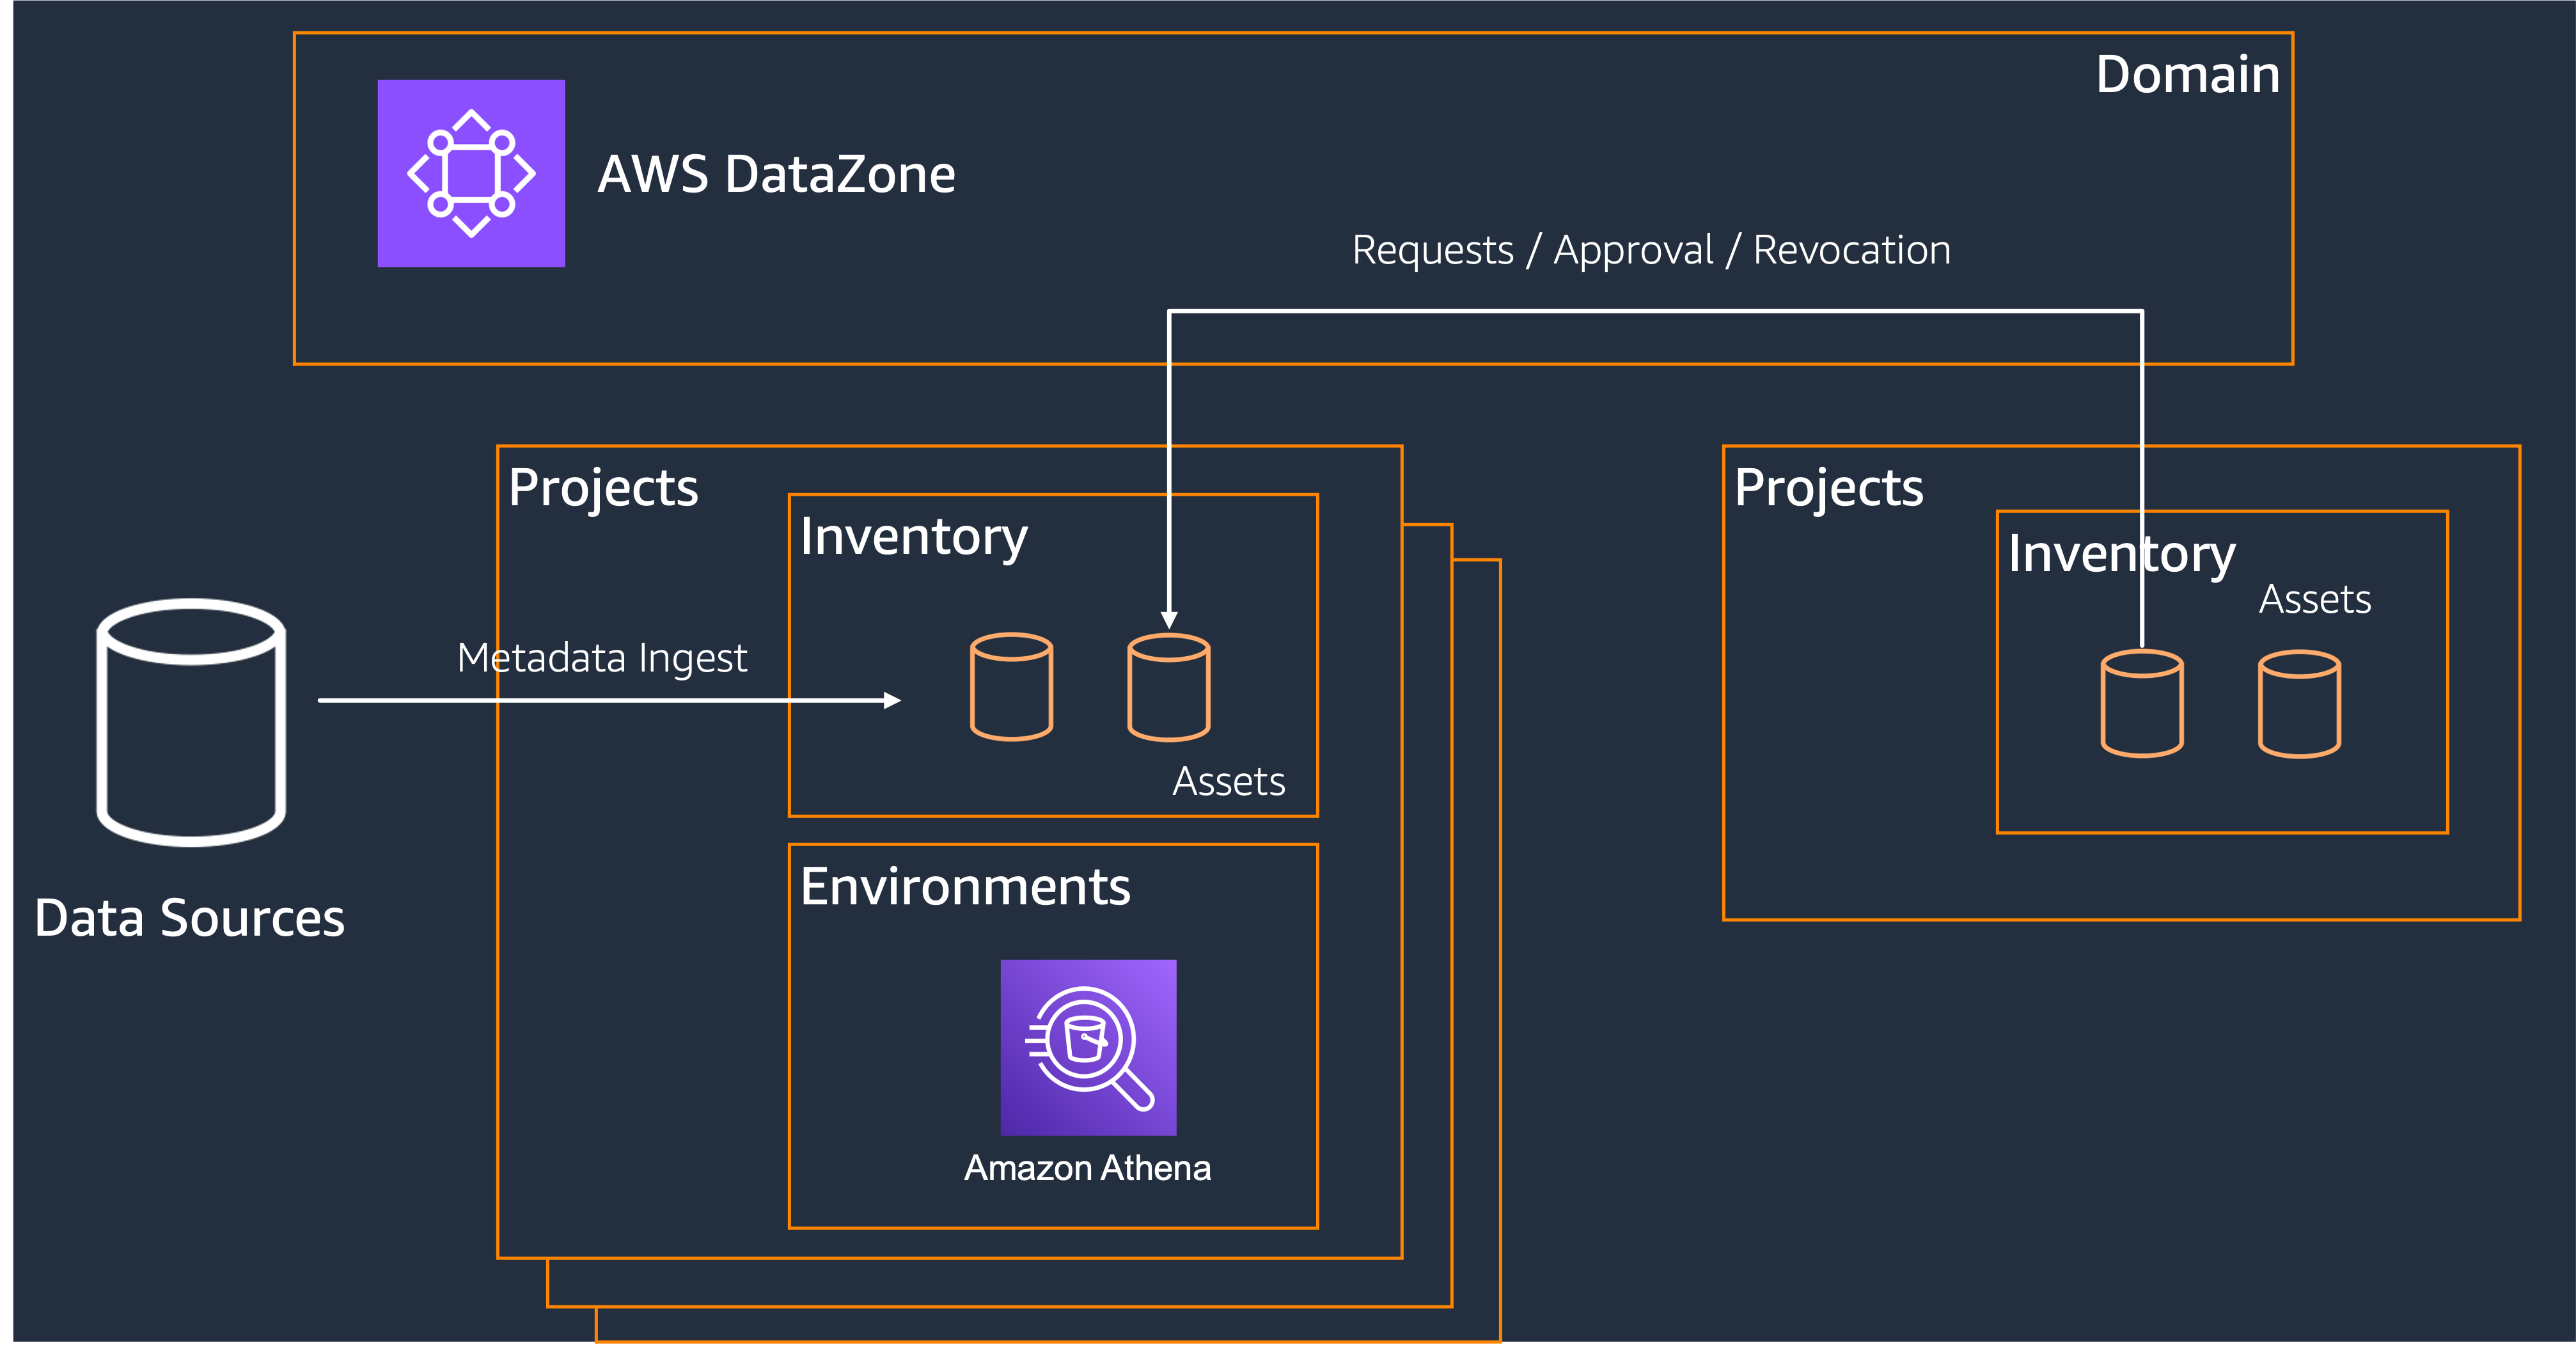 Domain
AWS DataZone
Requests / Approval / Revocation
Projects
Inventory
Assets
Metadata Ingest
Data Sources
Environments
Amazon Athena
Projects
Inventory
Assets